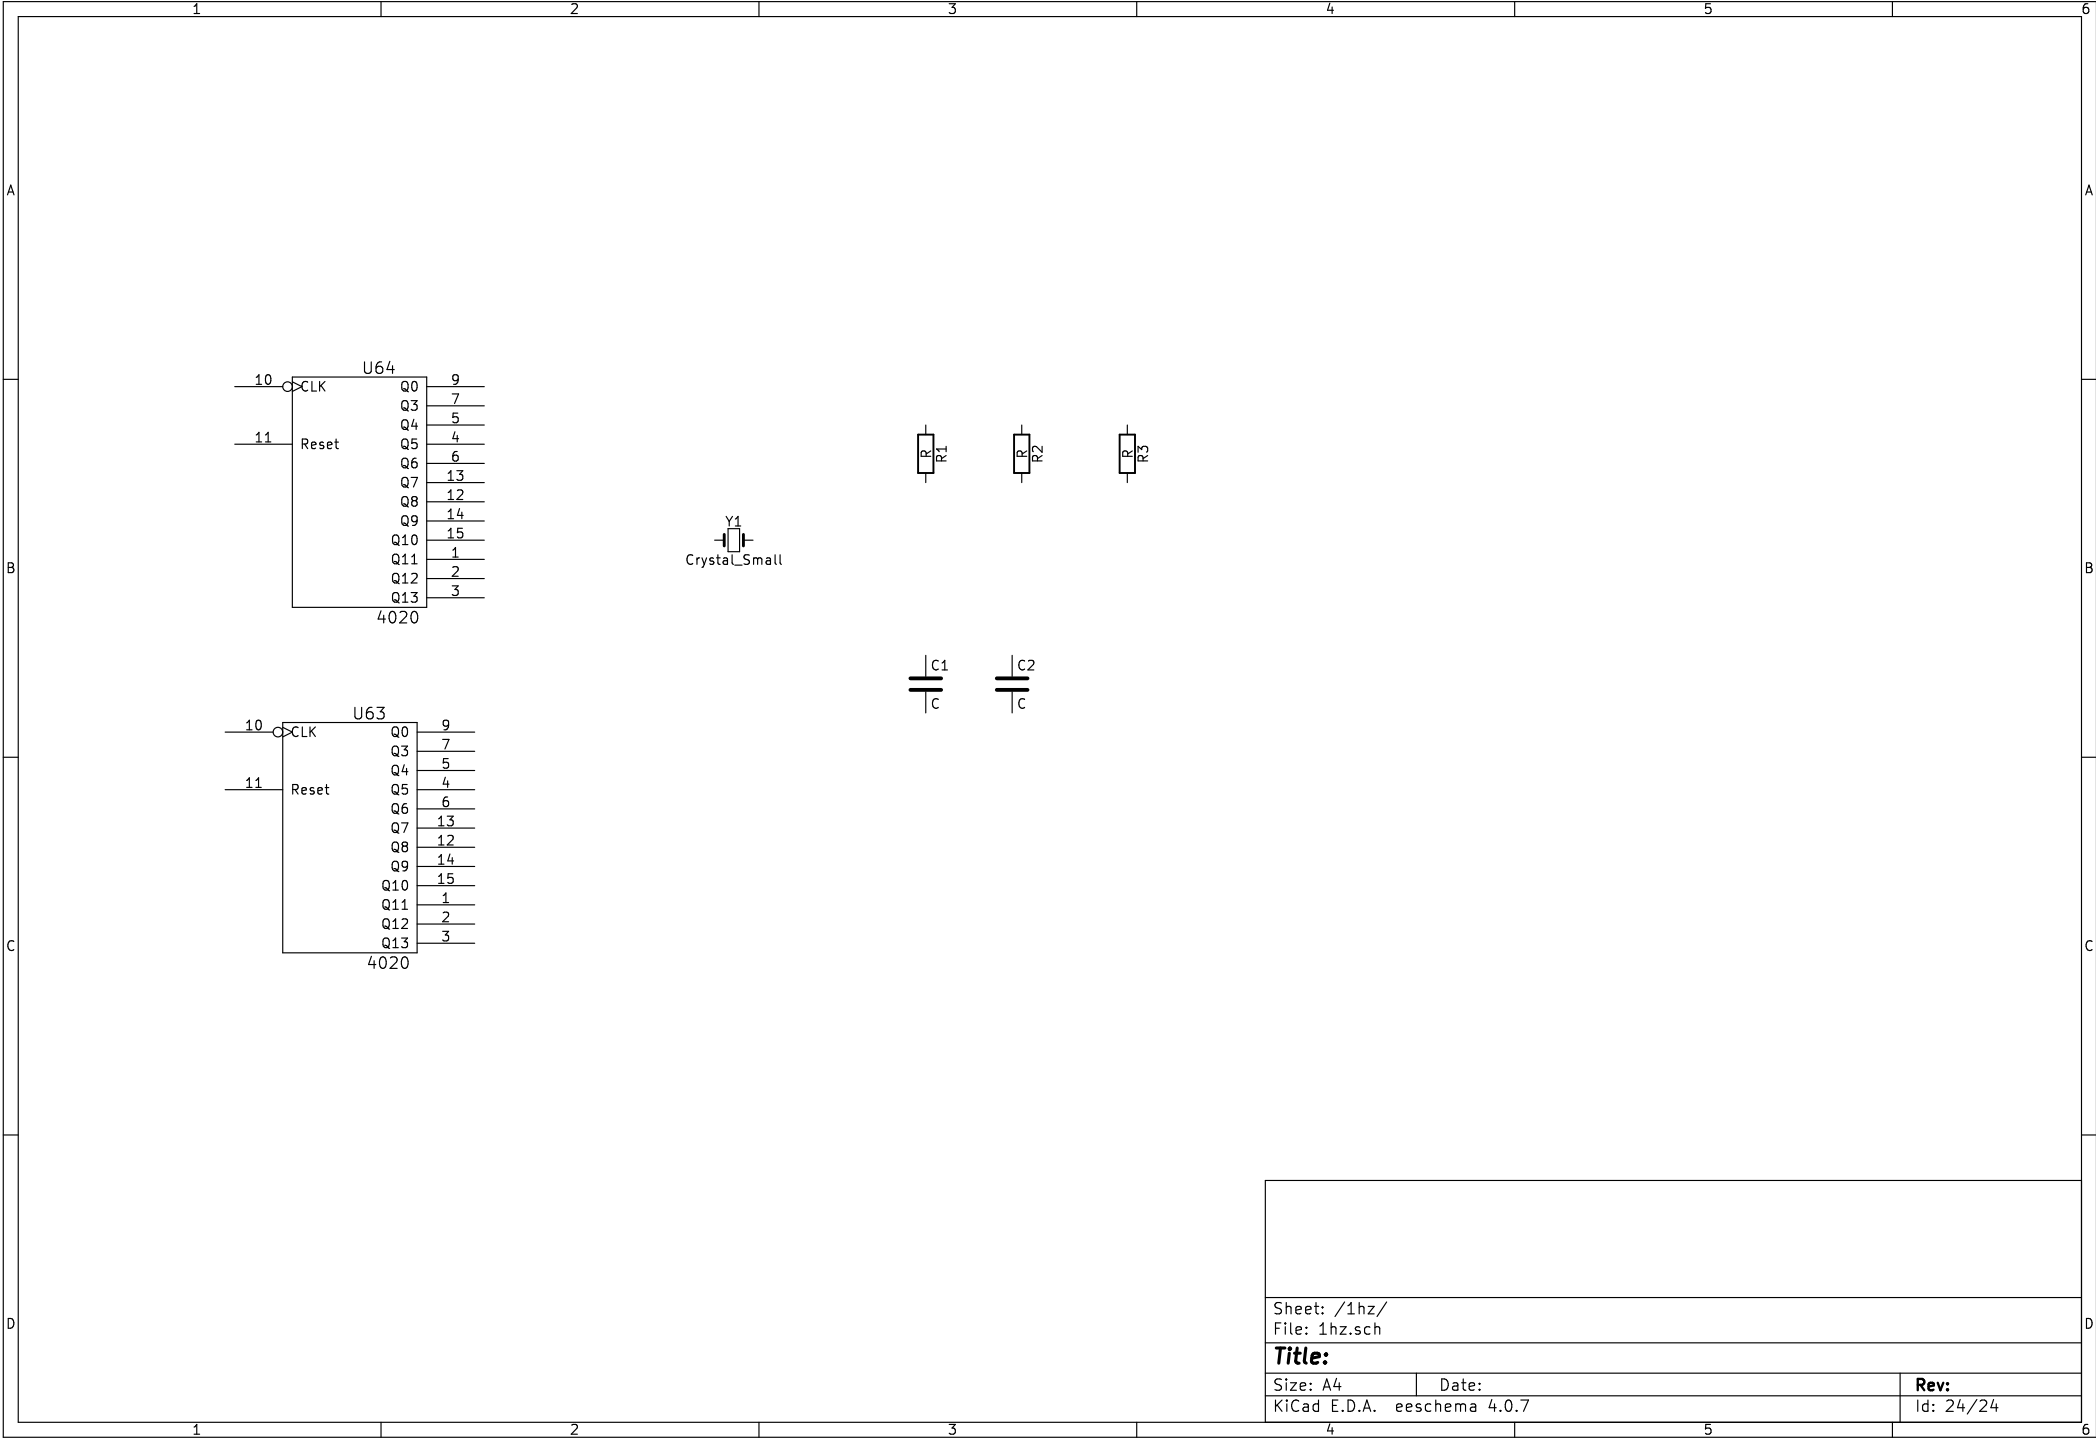 1 2 3 4 5 6
A A
U64
10 CLK Q0 9
Q3 7
Q4 5
11 Reset Q5 4
Q6 6
Q7 13
Q8 12
Q9 14
Q10 15
Q11 1
Q12 2
Q13 3
4020
R R1
R R2
R R3
Y1
Crystal_Small
B B
C1
C
C2
C
U63
10 CLK Q0 9
Q3 7
Q4 5
11 Reset Q5 4
Q6 6
Q7 13
Q8 12
Q9 14
Q10 15
Q11 1
Q12 2
Q13 3
4020
C C
Sheet: /1hz/
File: 1hz.sch
D D
Title:
Size: A4 Date: Rev:
KiCad E.D.A. eeschema 4.0.7 Id: 24/24
1 2 3 4 5 6